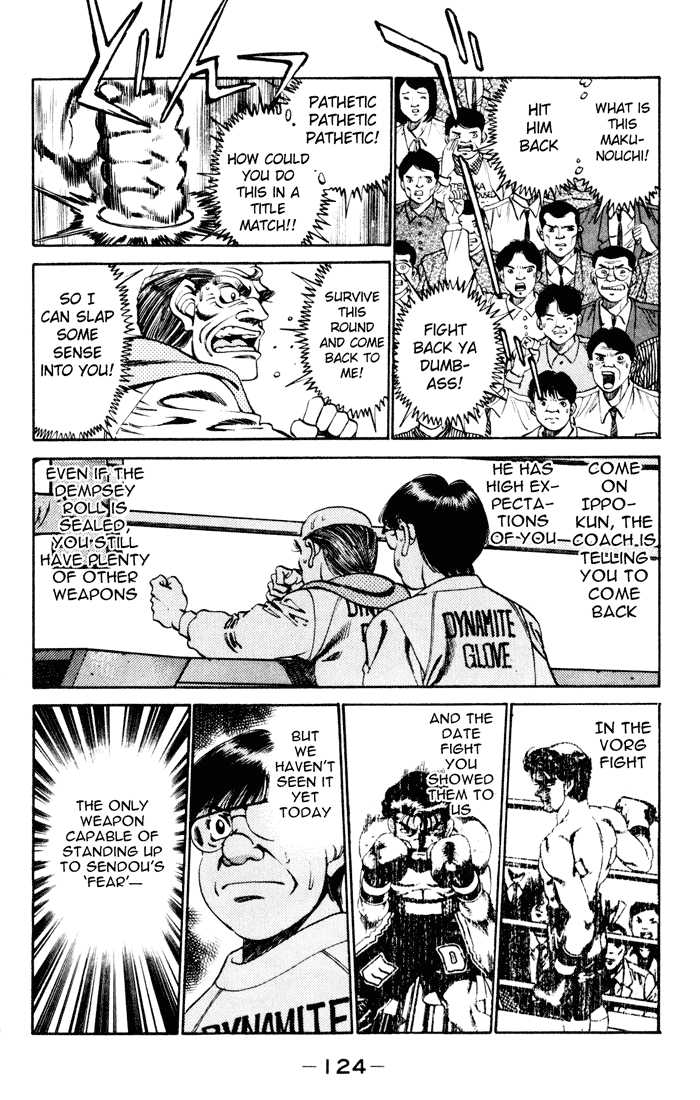 WHAT IS
THIS
MAKU-
NOUCHI!
HIT
HIM
BACK
FIGHT
BACK YA
DUMB-
ASS!
PATHETIC
PATHETIC
PATHETIC!
HOW COULD
YOU DO
THIS IN A
TITLE
MATCH!!
SURVIVE
THIS
ROUND
AND COME
BACK TO
ME!
SO I
CAN SLAP
SOME
SENSE
INTO YOU!
COME
ON
IPPO-
KUN, THE
COACH IS
TELLING
YOU TO
COME
BACK
HE HAS
HIGH EX-
PECTA-
TIONS
OF YOU—
EVEN IF THE
DEMPSEY
ROLL IS
SEALED,
YOU STILL
HAVE PLENTY
OF OTHER
WEAPONS
DYNAMITE
GLOVE
IN THE
VORG
FIGHT
AND THE
DATE
FIGHT
YOU
SHOWED
THEM TO
US
E D
BUT
WE
HAVEN'T
SEEN IT
YET
TODAY
DYNAMITE
THE ONLY
WEAPON
CAPABLE OF
STANDING UP
TO SENDOU'S
'FEAR'—
—124—